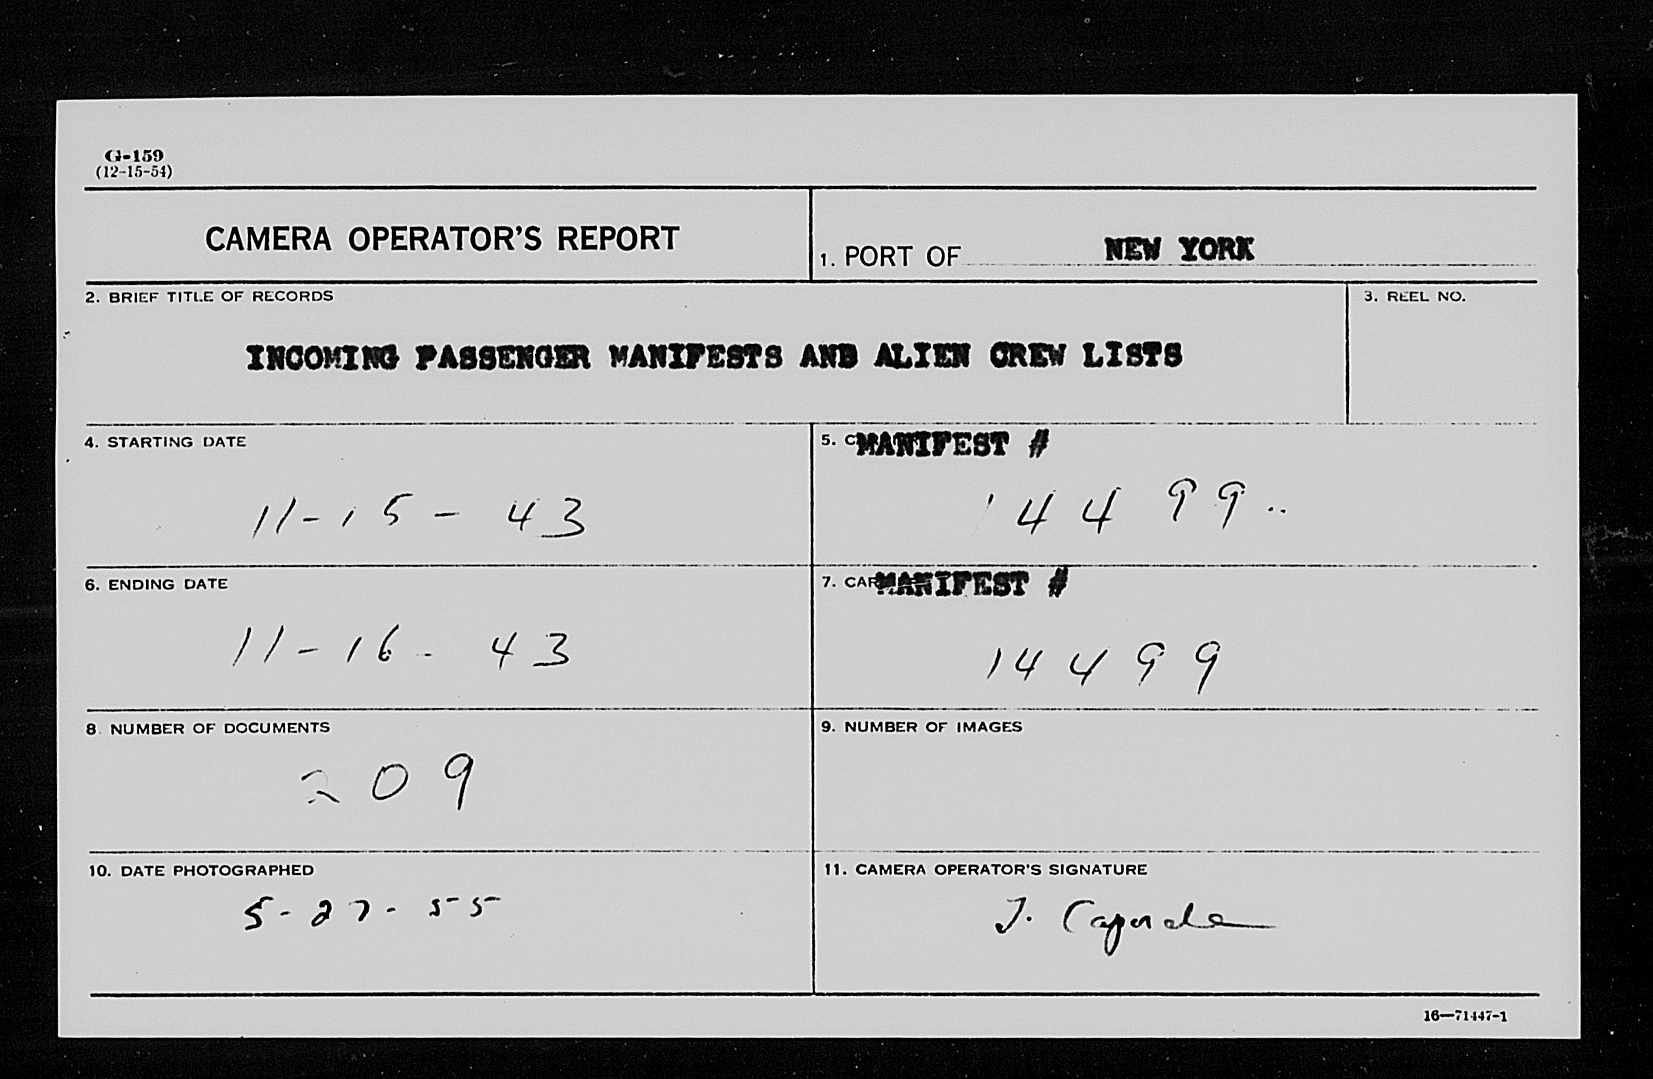 G-159
(12-15-54)
CAMERA OPERATOR'S REPORT
1. PORT OF NEW YORK
2. BRIEF TITLE OF RECORDS
3. REEL NO.
INCOMING PASSENGER MANIFESTS AND ALIEN CREW LISTS
4. STARTING DATE
5. MANIFEST #
11-15-43
14499
6. ENDING DATE
7. MANIFEST #
11-16-43
14499
8. NUMBER OF DOCUMENTS
9. NUMBER OF IMAGES
209
10. DATE PHOTOGRAPHED
11. CAMERA OPERATOR'S SIGNATURE
5-27-55
J.
16—71447-1